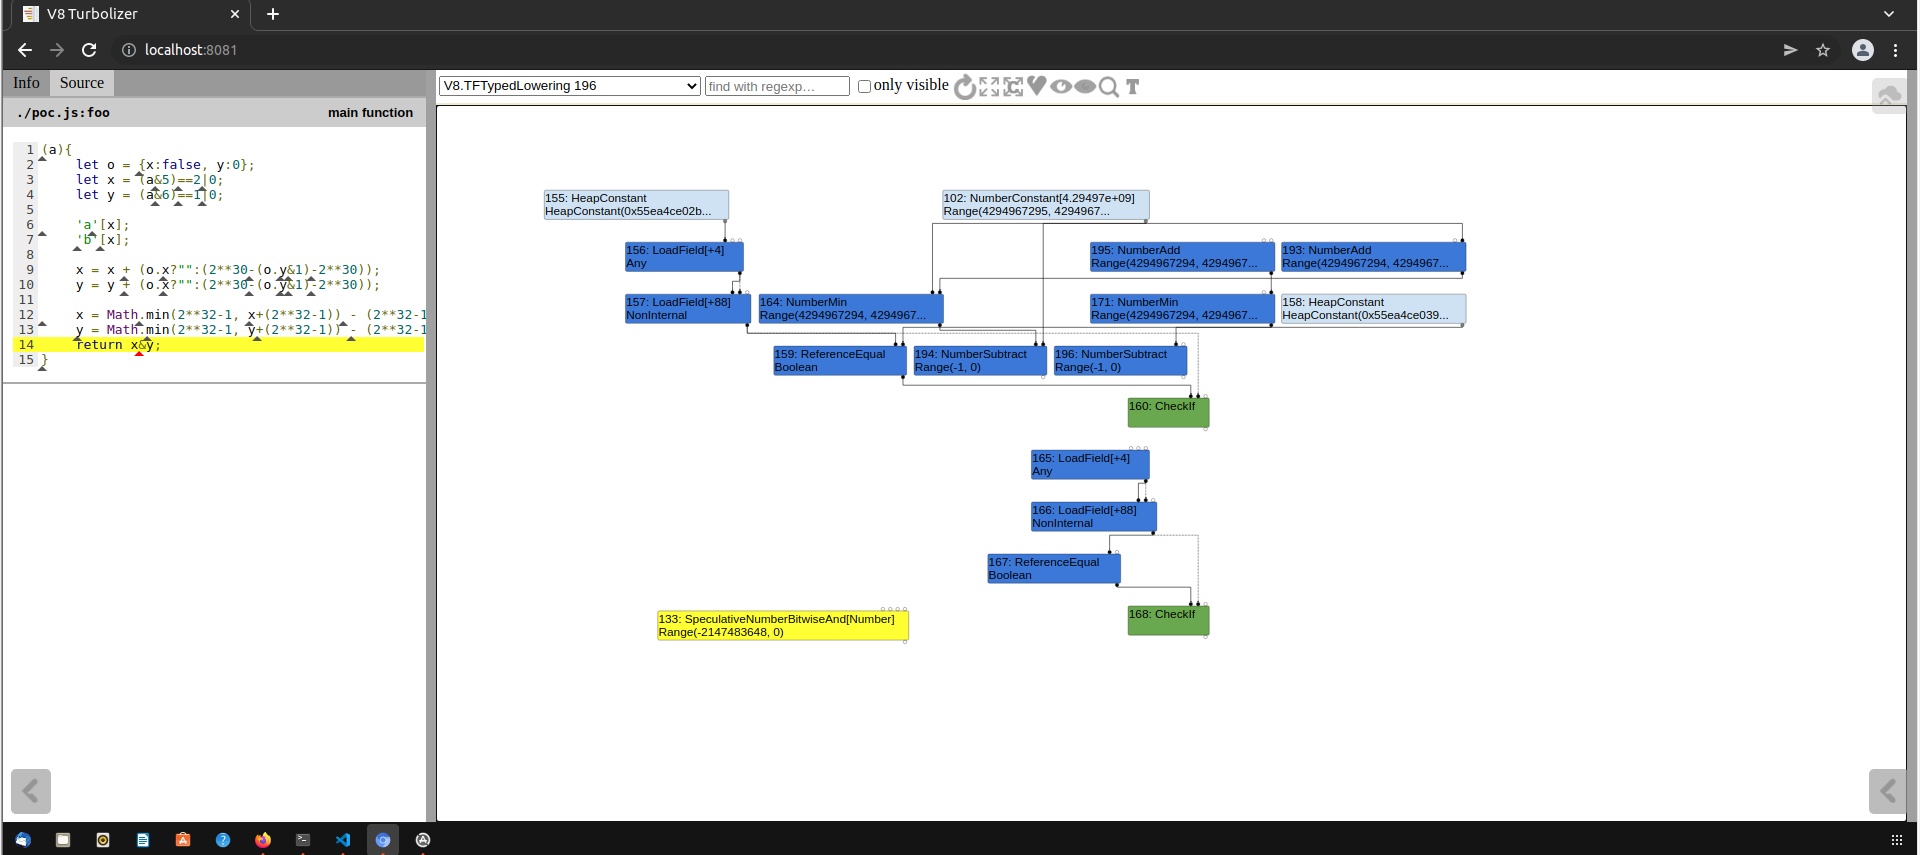 V8 Turbolizer
localhost:8081
Info Source
./poc.js:foo main function
1 (a){
2 let o = {x:false, y:0};
3 let x = (a&5)==2|0;
4 let y = (a&6)==1|0;
5
6 'a'[x];
7 'b'[x];
8
9 x = x + (o.x?"":(2**30-(o.y&1)-2**30));
10 y = y + (o.x?"":(2**30-(o.y&1)-2**30));
11
12 x = Math.min(2**32-1, x+(2**32-1)) - (2**32-1
13 y = Math.min(2**32-1, y+(2**32-1)) - (2**32-1
14 return x&y;
15 }
V8.TFTypedLowering 196
find with regexp...
only visible
T
155: HeapConstant
HeapConstant(0x55ea4ce02b...
102: NumberConstant[4.29497e+09]
Range(4294967295, 4294967...
156: LoadField[+4]
Any
195: NumberAdd
Range(4294967294, 4294967...
193: NumberAdd
Range(4294967294, 4294967...
157: LoadField[+88]
NonInternal
164: NumberMin
Range(4294967294, 4294967...
171: NumberMin
Range(4294967294, 4294967...
158: HeapConstant
HeapConstant(0x55ea4ce039...
159: ReferenceEqual
Boolean
194: NumberSubtract
Range(-1, 0)
196: NumberSubtract
Range(-1, 0)
160: CheckIf
165: LoadField[+4]
Any
166: LoadField[+88]
NonInternal
167: ReferenceEqual
Boolean
168: CheckIf
133: SpeculativeNumberBitwiseAnd[Number]
Range(-2147483648, 0)